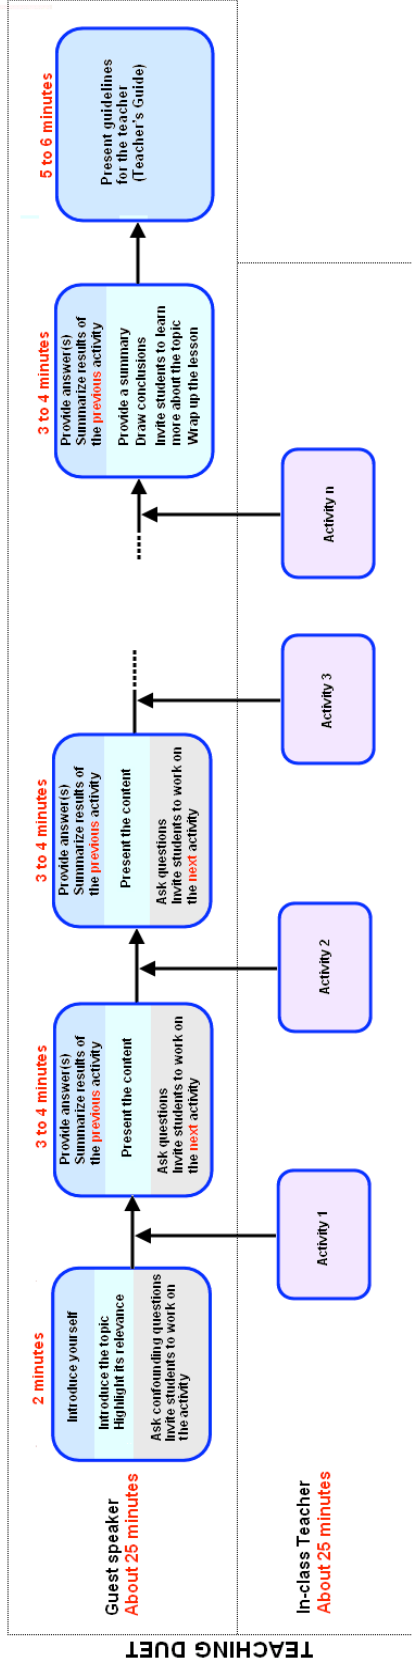 TEACHING DUET
Guest speaker
About 25 minutes
2 minutes
Introduce yourself
Introduce the topic
Highlight its relevance
Ask confounding questions
Invite students to work on
the activity
3 to 4 minutes
Provide answer(s)
Summarize results of
the previous activity
Present the content
Ask questions
Invite students to work on
the next activity
3 to 4 minutes
Provide answer(s)
Summarize results of
the previous activity
Present the content
Ask questions
Invite students to work on
the next activity
3 to 4 minutes
Provide answer(s)
Summarize results of
the previous activity
Provide a summary
Draw conclusions
Invite students to learn
more about the topic
Wrap up the lesson
5 to 6 minutes
Present guidelines
for the teacher
(Teacher's Guide)
In-class Teacher
About 25 minutes
Activity 1
Activity 2
Activity 3
Activity n